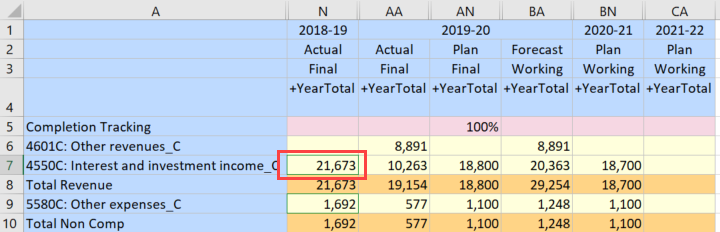 A N AA AN BA BN CA
1 2018-19 2019-20 2020-21 2021-22
2 Actual Actual Plan Forecast Plan Plan
3 Final Final Final Working Working Working
4 +YearTotal +YearTotal +YearTotal +YearTotal +YearTotal +YearTotal
5 Completion Tracking 100%
6 4601C: Other revenues_C 8,891 8,891
7 4550C: Interest and investment income_C 21,673 10,263 18,800 20,363 18,700
8 Total Revenue 21,673 19,154 18,800 29,254 18,700
9 5580C: Other expenses_C 1,692 577 1,100 1,248 1,100
10 Total Non Comp 1,692 577 1,100 1,248 1,100